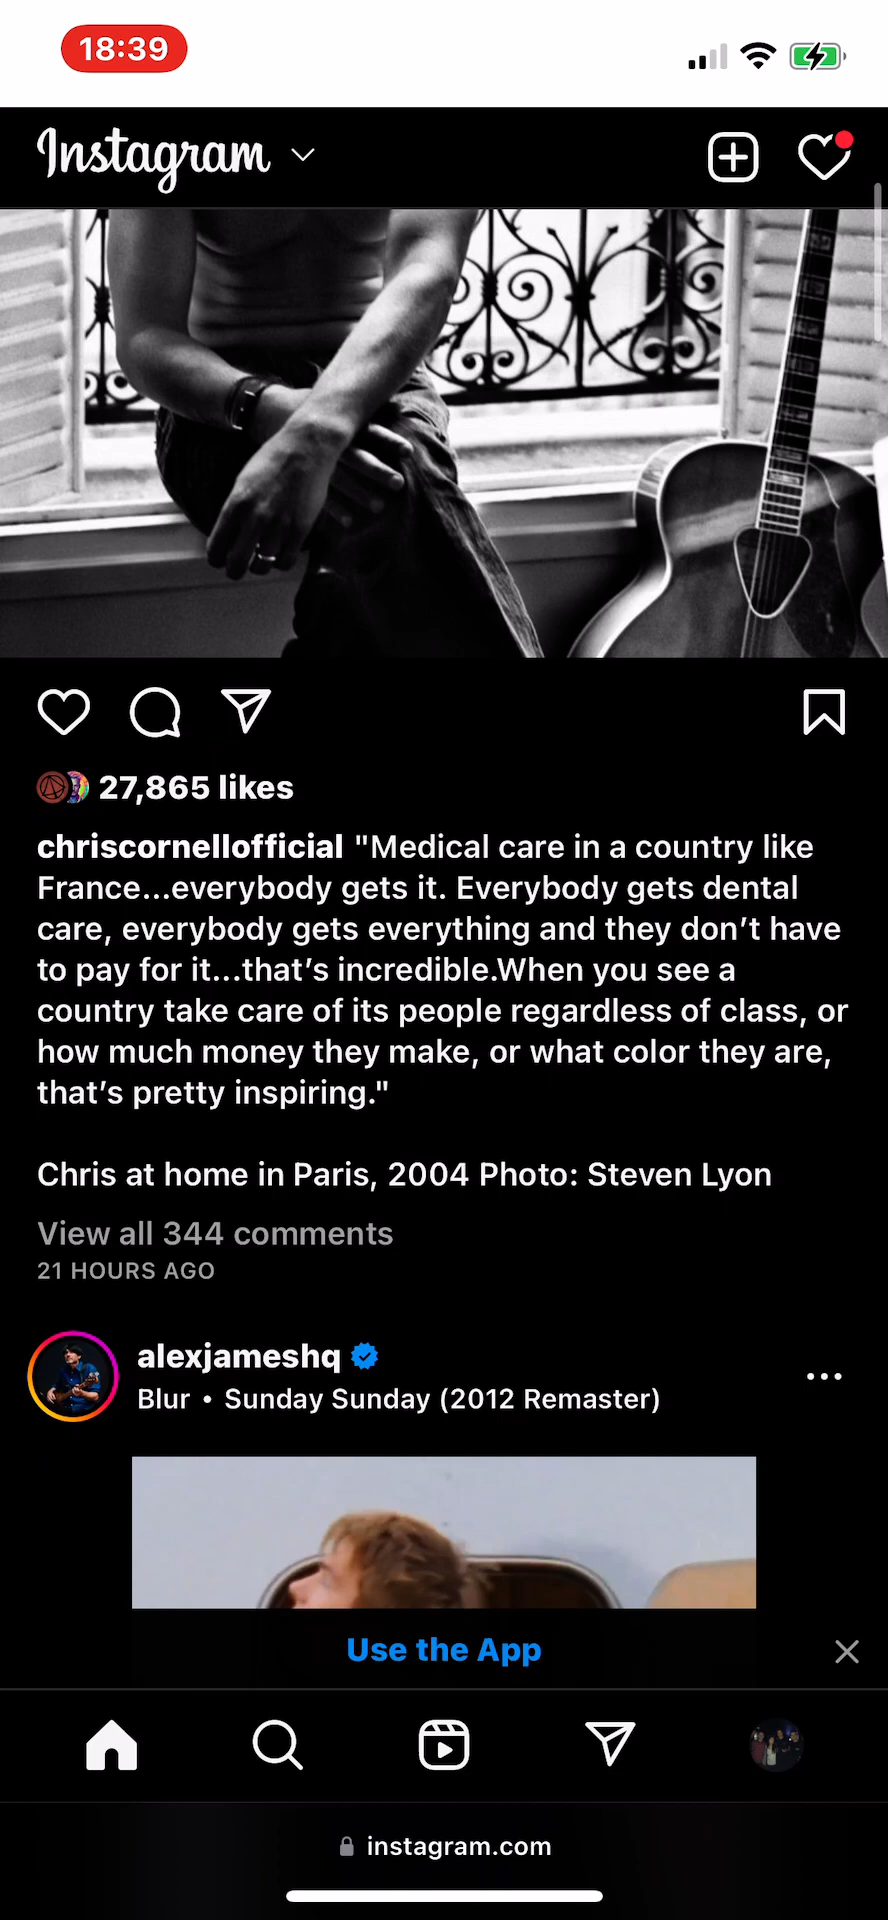 18:39
Instagram
27,865 likes
chriscornellofficial "Medical care in a country like
France...everybody gets it. Everybody gets dental
care, everybody gets everything and they don’t have
to pay for it...that’s incredible.When you see a
country take care of its people regardless of class, or
how much money they make, or what color they are,
that’s pretty inspiring."
Chris at home in Paris, 2004 Photo: Steven Lyon
View all 344 comments
21 HOURS AGO
alexjameshq
Blur • Sunday Sunday (2012 Remaster)
Use the App
instagram.com